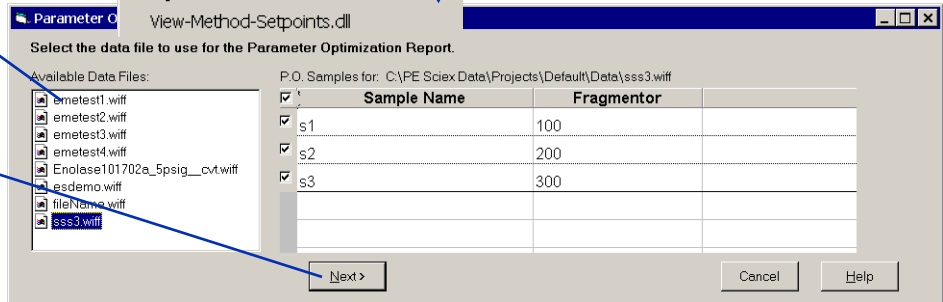 View-Method-Setpoints.dll
Parameter O
Select the data file to use for the Parameter Optimization Report.
Available Data Files:
P.O. Samples for: C:\PE Sciex Data\Projects\Default\Data\sss3.wiff
emetest1.wiff
emetest2.wiff
emetest3.wiff
emetest4.wiff
Enolase101702a_5psig__cvt.wiff
esdemo.wiff
fileName.wiff
sss3.wiff
Sample Name Fragmentor
s1 100
s2 200
s3 300
Next >
Cancel
Help